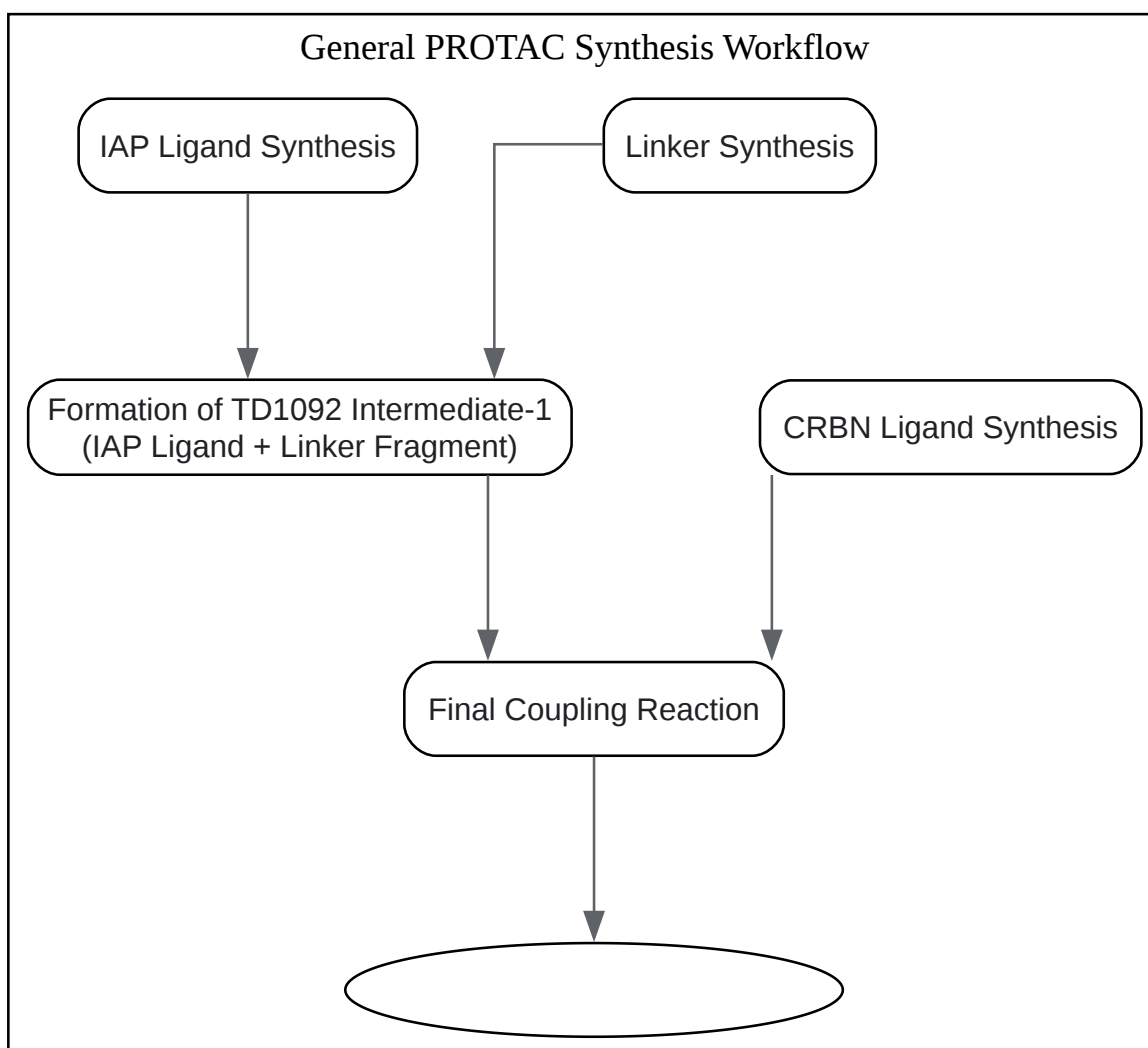 General PROTAC Synthesis Workflow
IAP Ligand Synthesis
Linker Synthesis
Formation of TD1092 Intermediate-1
(IAP Ligand + Linker Fragment)
CRBN Ligand Synthesis
Final Coupling Reaction